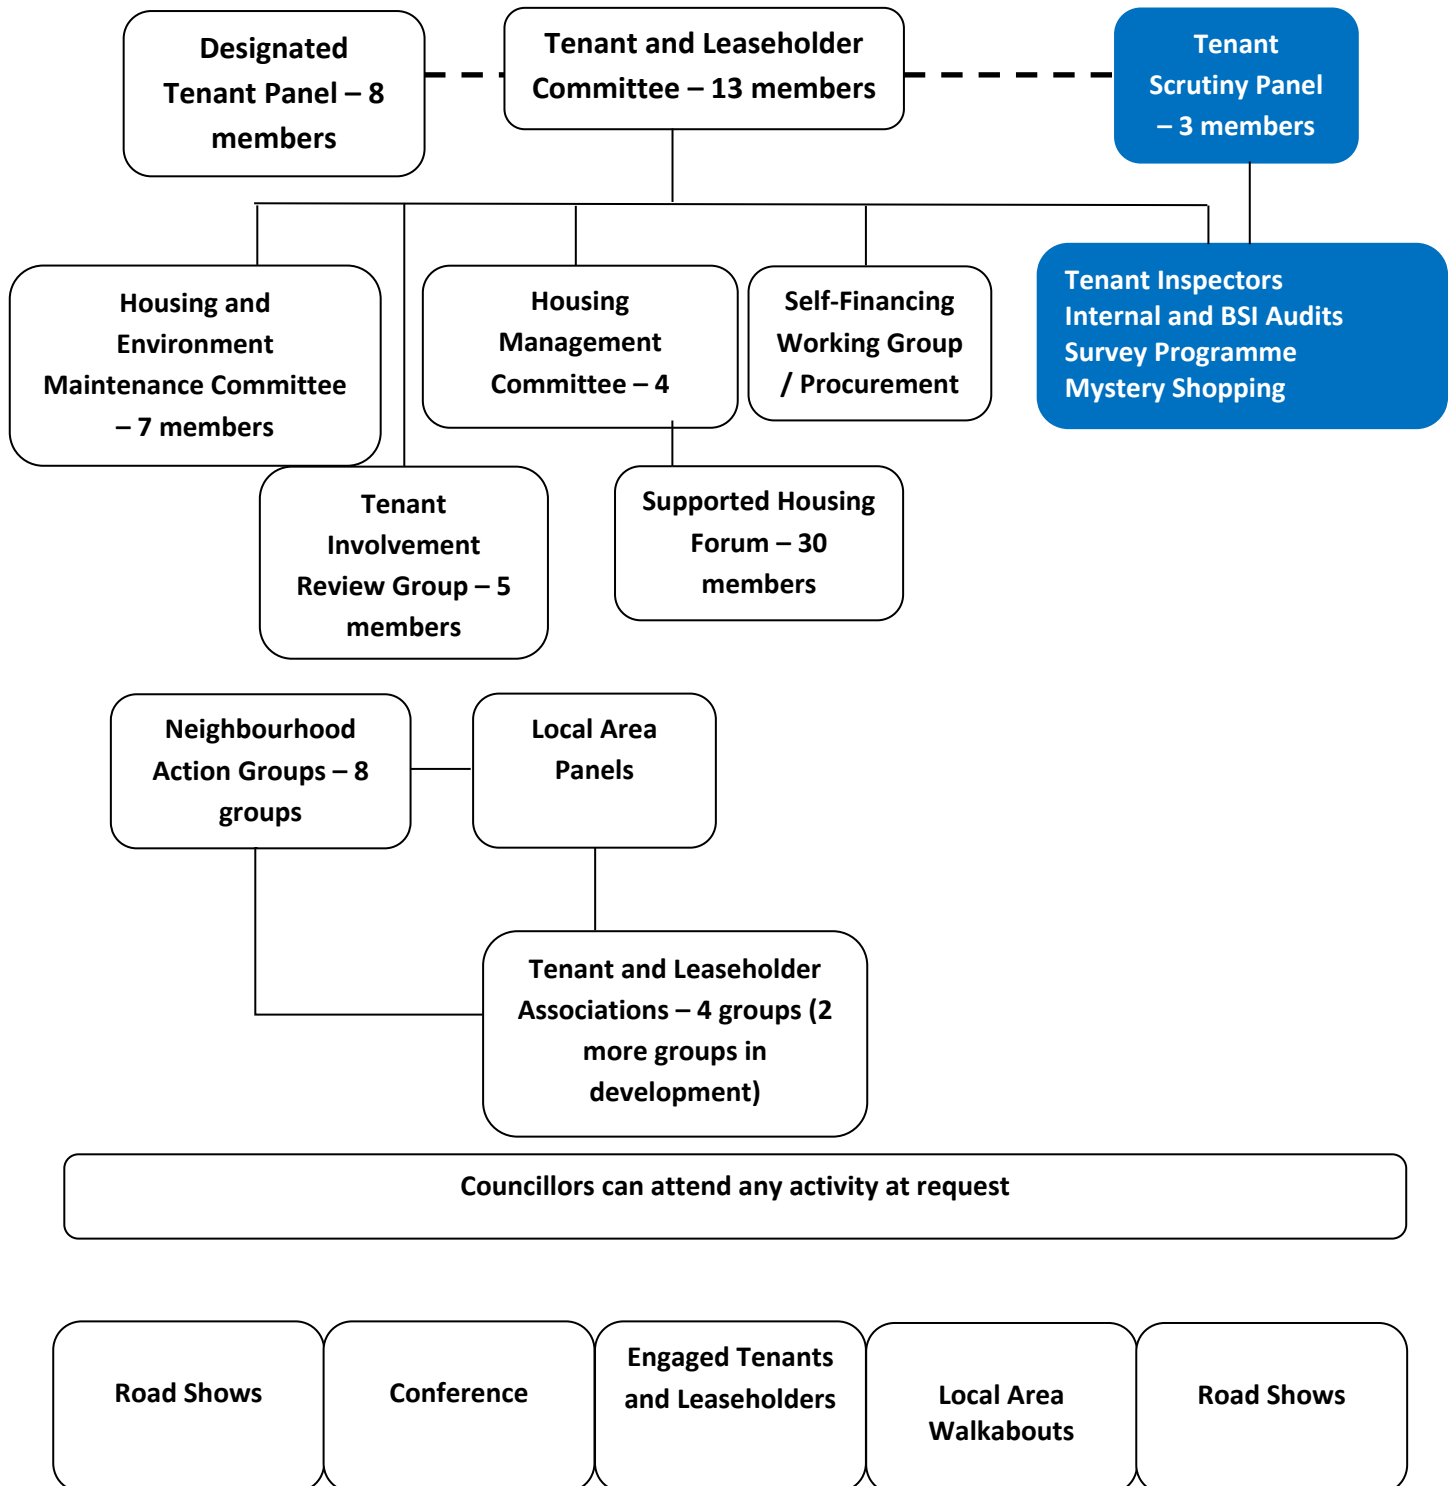 Designated
Tenant Panel – 8
members
Tenant and Leaseholder
Committee – 13 members
Tenant
Scrutiny Panel
– 3 members
Housing and
Environment
Maintenance Committee
– 7 members
Housing
Management
Committee – 4
Self-Financing
Working Group
/ Procurement
Tenant Inspectors
Internal and BSI Audits
Survey Programme
Mystery Shopping
Tenant
Involvement
Review Group – 5
members
Supported Housing
Forum – 30
members
Neighbourhood
Action Groups – 8
groups
Local Area
Panels
Tenant and Leaseholder
Associations – 4 groups (2
more groups in
development)
Councillors can attend any activity at request
Road Shows
Conference
Engaged Tenants
and Leaseholders
Local Area
Walkabouts
Road Shows